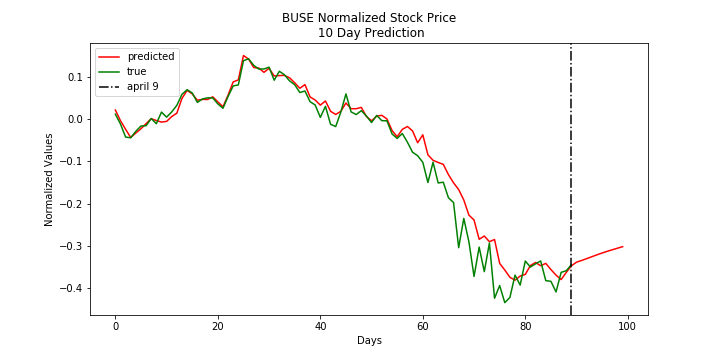 BUSE Normalized Stock Price
10 Day Prediction
predicted
true
april 9
0.1
0.0
−0.1
−0.2
−0.3
−0.4
Normalized Values
0
20
40
60
80
100
Days